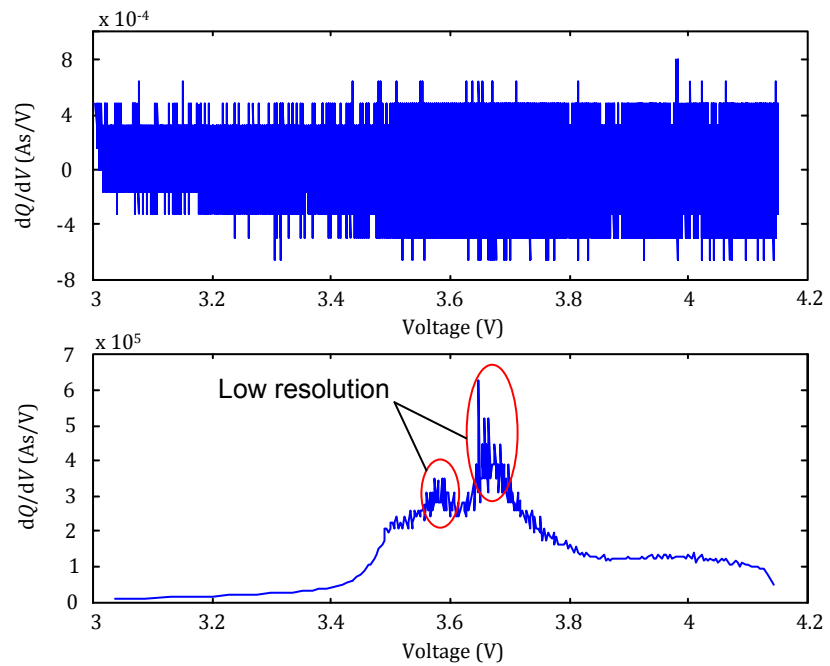 x 10-4
8
4
0
-4
-8
dQ/dV (As/V)
3 3.2 3.4 3.6 3.8 4 4.2
Voltage (V)
x 10^5
7
6
5
4
3
2
1
0
dQ/dV (As/V)
Low resolution
3 3.2 3.4 3.6 3.8 4 4.2
Voltage (V)